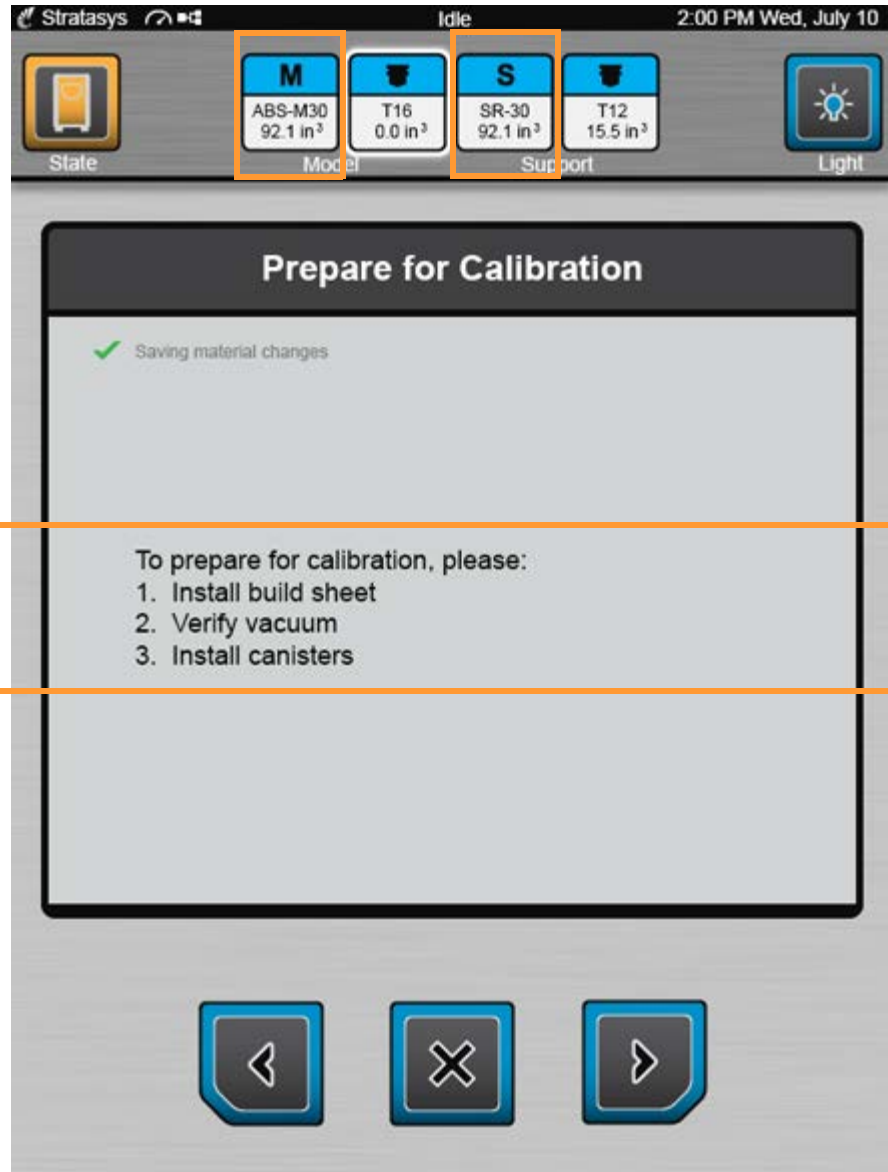 Stratasys Idle 2:00 PM Wed, July 10
M S
ABS-M30 T16 SR-30 T12
92.1 in³ 0.0 in³ 92.1 in³ 15.5 in³
State Model Support Light
Prepare for Calibration
Saving material changes
To prepare for calibration, please:
1. Install build sheet
2. Verify vacuum
3. Install canisters